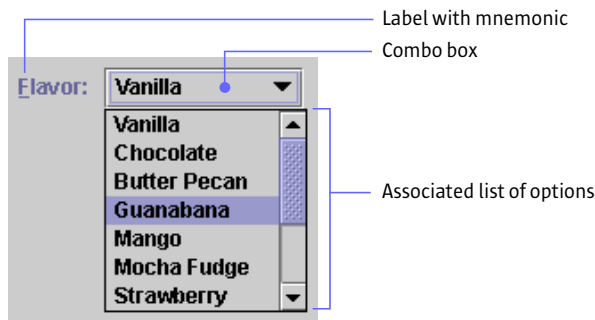 Label with mnemonic
Combo box
Flavor: Vanilla
Vanilla
Chocolate
Butter Pecan
Guanabana
Mango
Mocha Fudge
Strawberry
Associated list of options